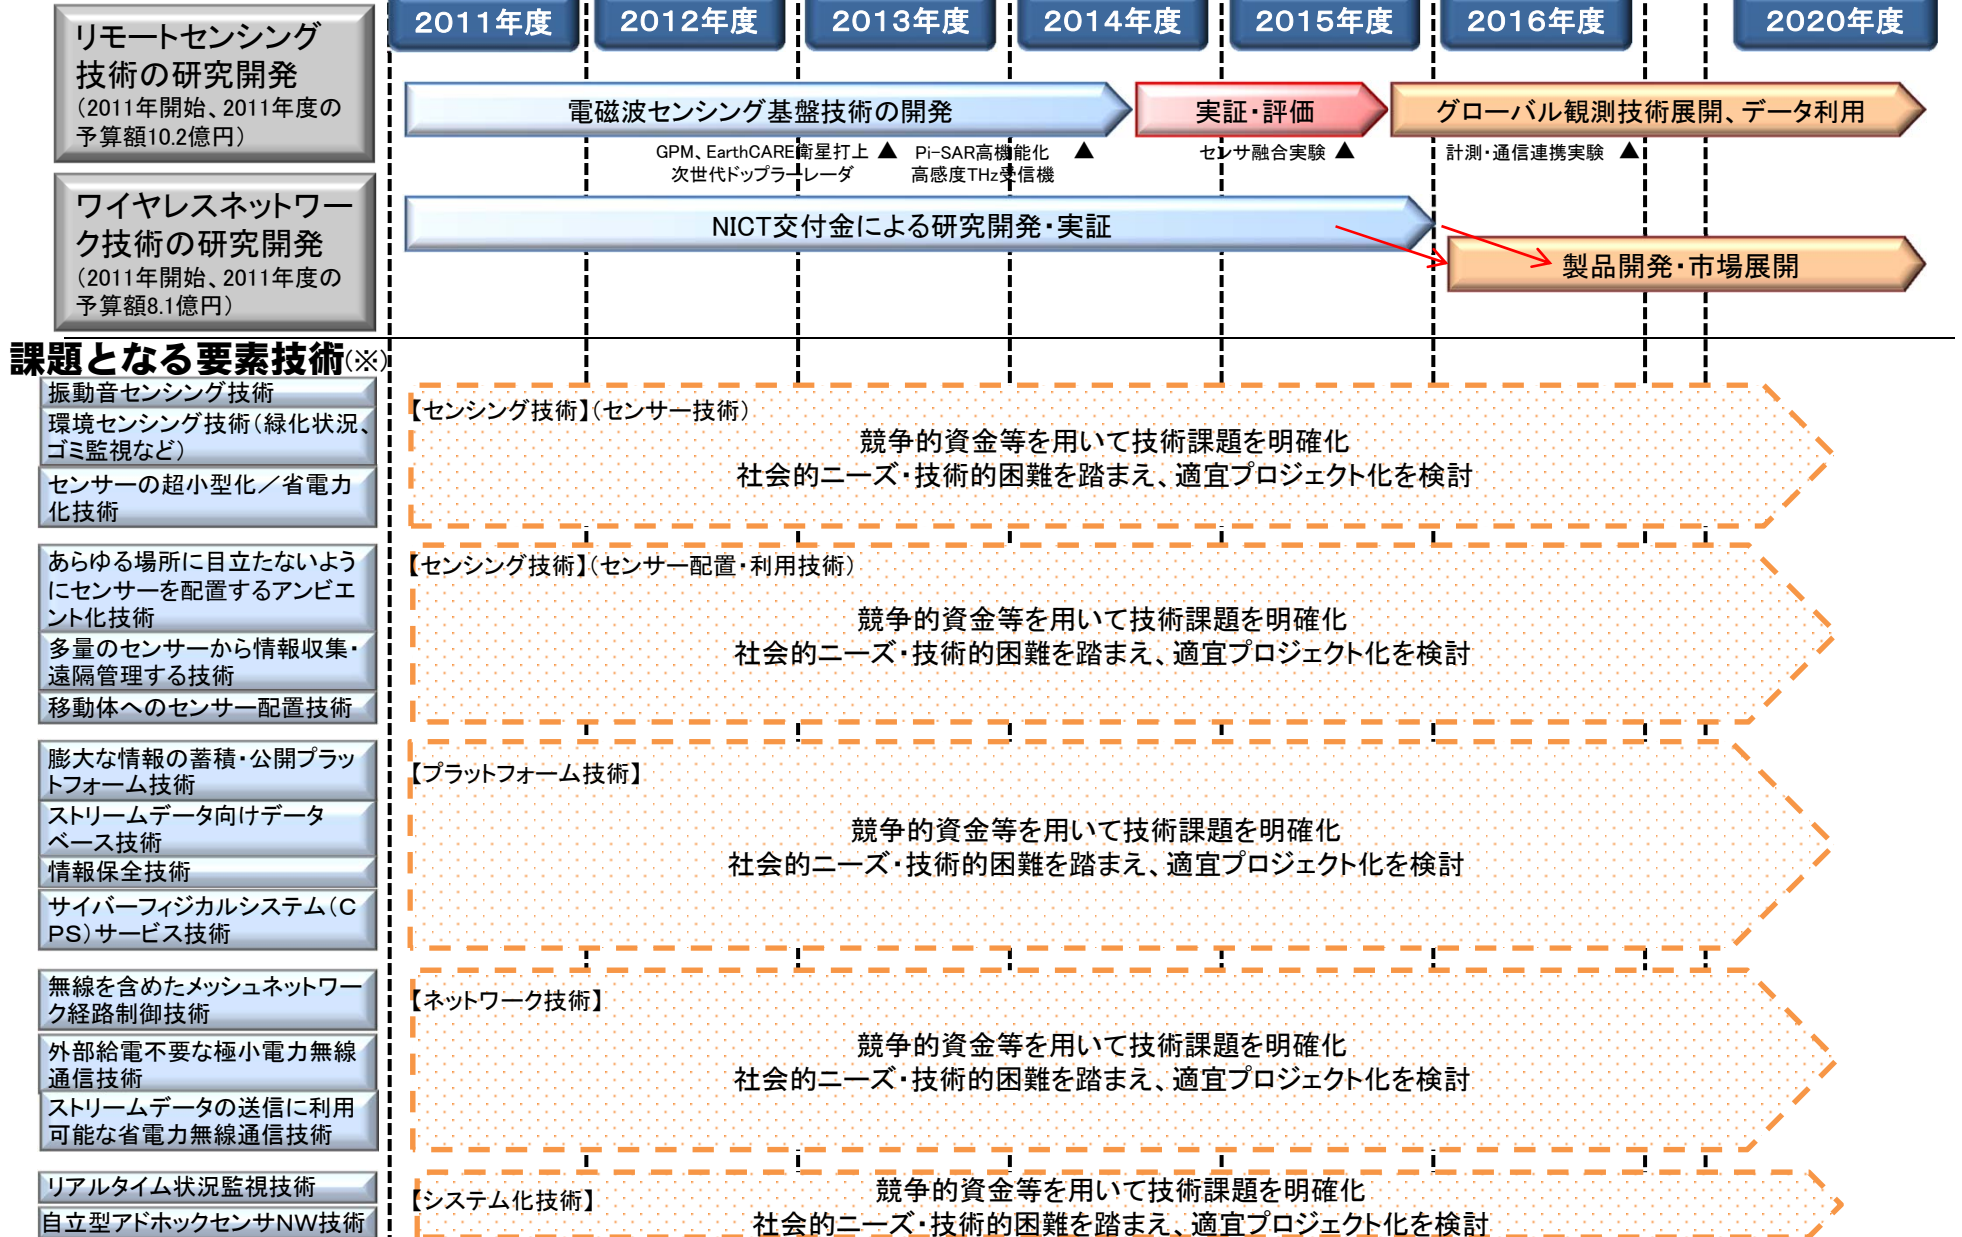 2011年度 2012年度 2013年度 2014年度 2015年度 2016年度 2020年度
リモートセンシング
技術の研究開発
(2011年開始、2011年度の
予算額10.2億円)
電磁波センシング基盤技術の開発
実証・評価
グローバル観測技術展開、データ利用
GPM、EarthCARE衛星打上 ▲
次世代ドップラーレーダ
Pi-SAR高機能化 ▲
高感度THz受信機
センサ融合実験 ▲
計測・通信連携実験 ▲
ワイヤレスネットワー
ク技術の研究開発
(2011年開始、2011年度の
予算額8.1億円)
NICT交付金による研究開発・実証
製品開発・市場展開
課題となる要素技術(※)
振動音センシング技術
環境センシング技術(緑化状況、
ゴミ監視など)
センサーの超小型化／省電力
化技術
【センシング技術】(センサー技術)
競争的資金等を用いて技術課題を明確化
社会的ニーズ・技術的困難を踏まえ、適宜プロジェクト化を検討
あらゆる場所に目立たないよう
にセンサーを配置するアンビエ
ント化技術
多量のセンサーから情報収集・
遠隔管理する技術
移動体へのセンサー配置技術
【センシング技術】(センサー配置・利用技術)
競争的資金等を用いて技術課題を明確化
社会的ニーズ・技術的困難を踏まえ、適宜プロジェクト化を検討
膨大な情報の蓄積・公開プラッ
トフォーム技術
ストリームデータ向けデータ
ベース技術
情報保全技術
サイバーフィジカルシステム(C
PS)サービス技術
【プラットフォーム技術】
競争的資金等を用いて技術課題を明確化
社会的ニーズ・技術的困難を踏まえ、適宜プロジェクト化を検討
無線を含めたメッシュネットワー
ク経路制御技術
外部給電不要な極小電力無線
通信技術
ストリームデータの送信に利用
可能な省電力無線通信技術
【ネットワーク技術】
競争的資金等を用いて技術課題を明確化
社会的ニーズ・技術的困難を踏まえ、適宜プロジェクト化を検討
リアルタイム状況監視技術
自立型アドホックセンサNW技術
【システム化技術】
競争的資金等を用いて技術課題を明確化
社会的ニーズ・技術的困難を踏まえ、適宜プロジェクト化を検討